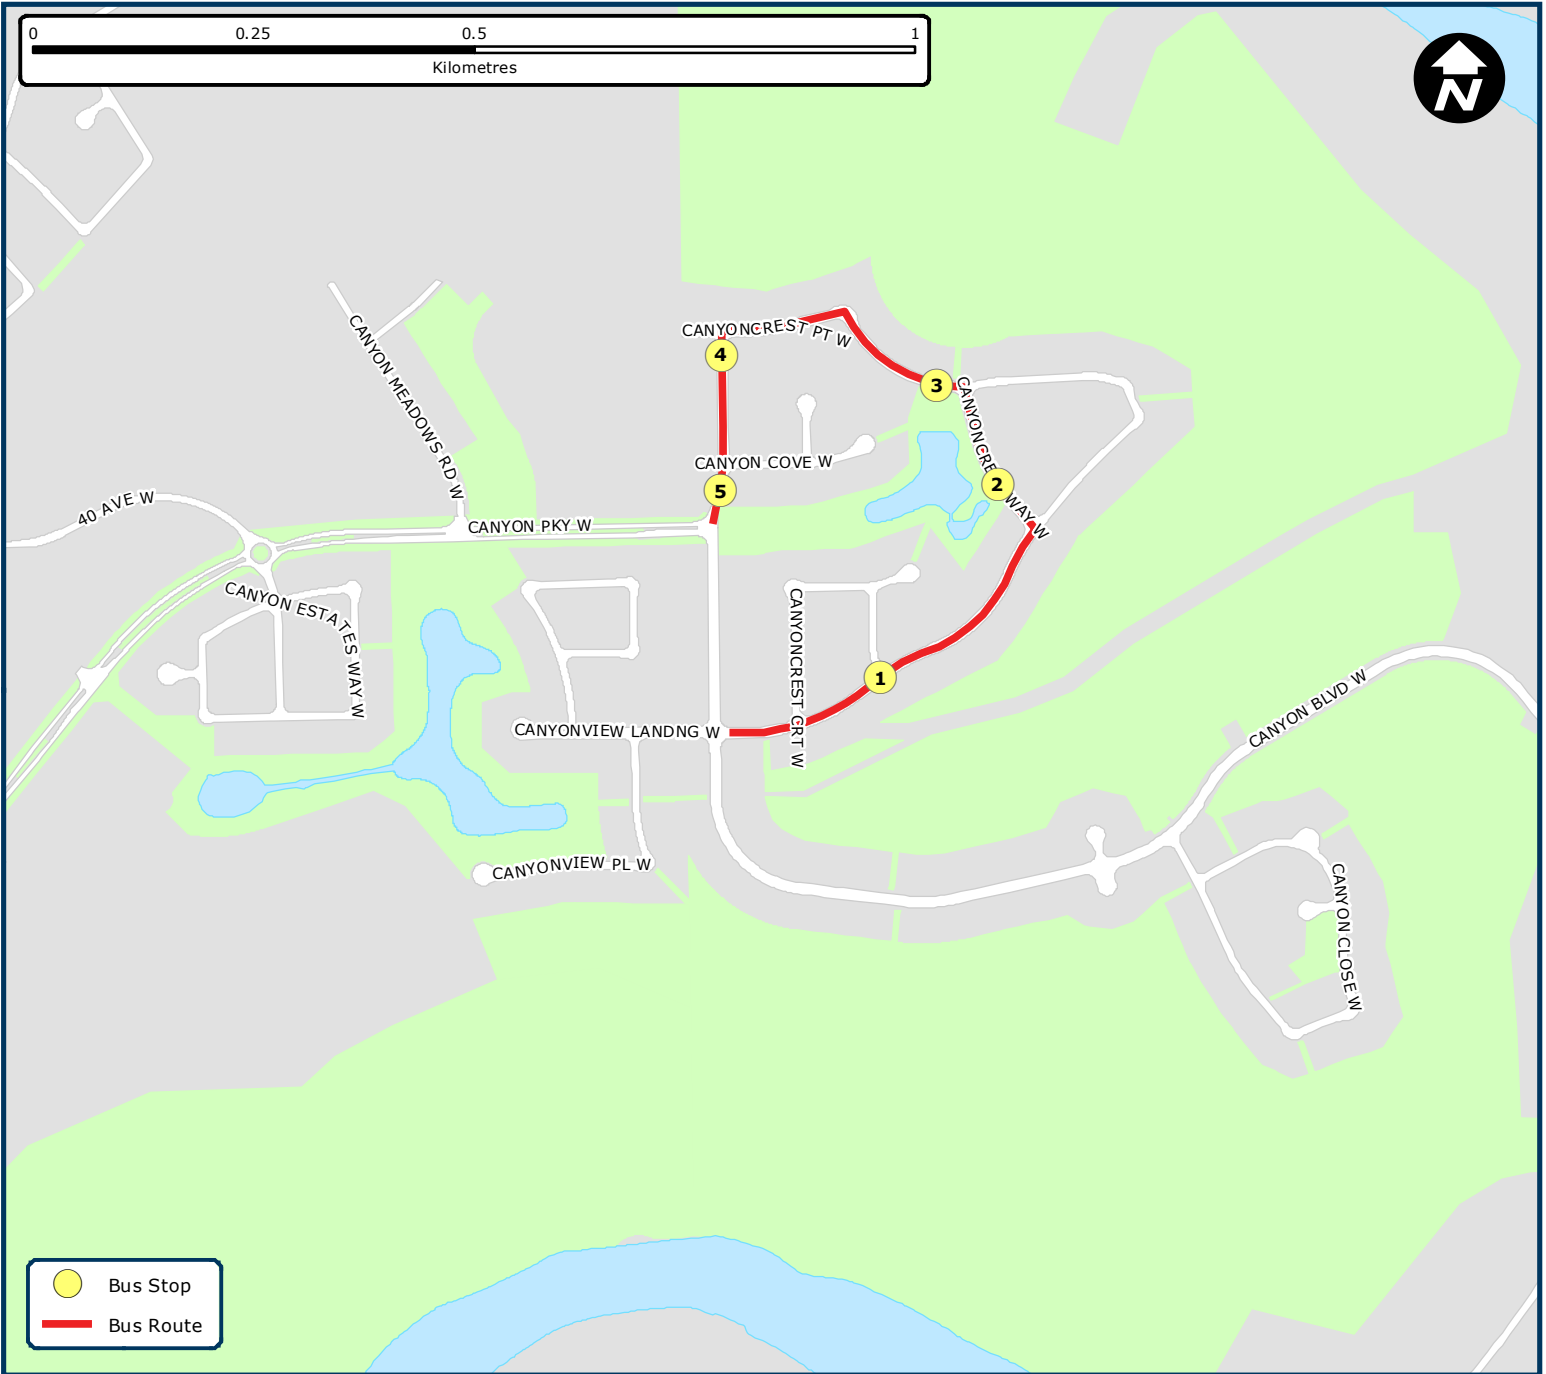 0 0.25 0.5 1
Kilometres
N
CANYONCREST PT W
CANYON MEADOWS RD W
4
3
CANYON COVE W
CANYONCREST WAY W
2
5
40 AVE W
CANYON PKY W
CANYON ESTATES WAY W
CANYONCREST CRT W
1
CANYONVIEW LANDNG W
CANYON BLVD W
CANYONVIEW PL W
CANYON CLOSE W
Bus Stop
Bus Route